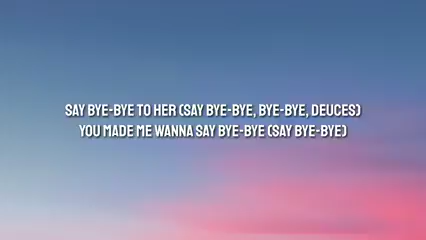 SAY BYE-BYE TO HER (SAY BYE-BYE, BYE-BYE, DEUCES)
YOU MADE ME WANNA SAY BYE-BYE (SAY BYE-BYE)